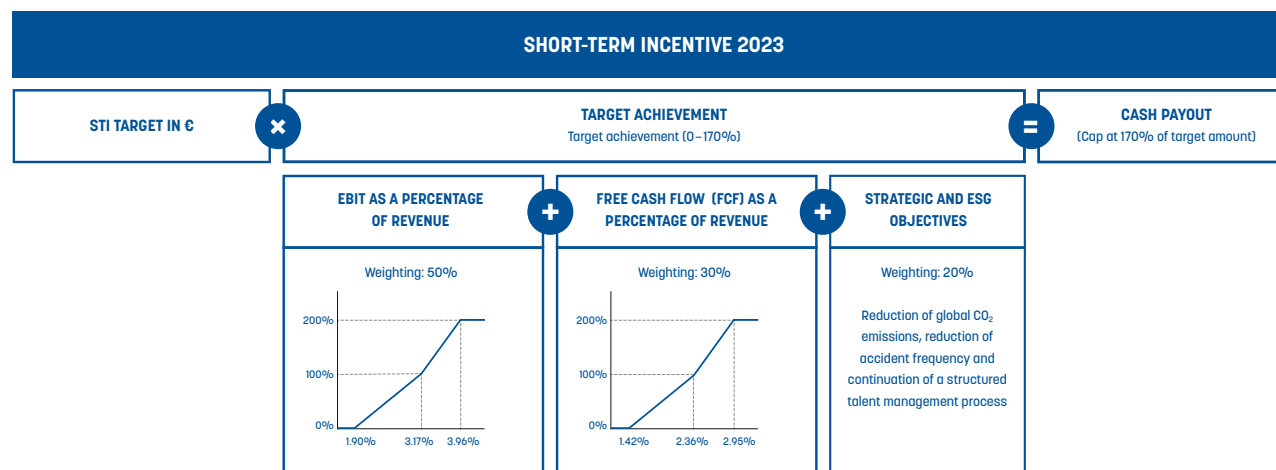 SHORT-TERM INCENTIVE 2023
STI TARGET IN €
×
TARGET ACHIEVEMENT
Target achievement (0–170%)
=
CASH PAYOUT
(Cap at 170% of target amount)
EBIT AS A PERCENTAGE
OF REVENUE
+
FREE CASH FLOW (FCF) AS A
PERCENTAGE OF REVENUE
+
STRATEGIC AND ESG
OBJECTIVES
Weighting: 50%
200%
100%
0%
1.90% 3.17% 3.96%
Weighting: 30%
200%
100%
0%
1.42% 2.36% 2.95%
Weighting: 20%
Reduction of global CO₂
emissions, reduction of
accident frequency and
continuation of a structured
talent management process